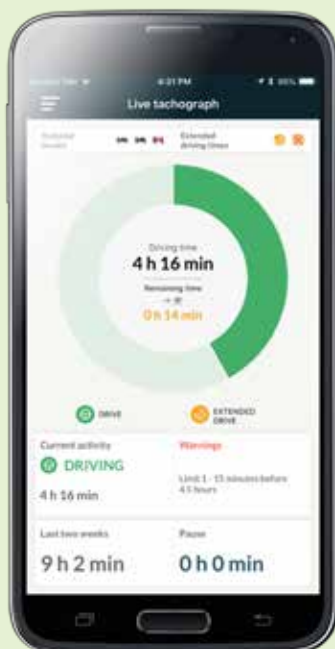 4:21 PM
Live tachograph
Extended
driving times
Driving time
4 h 16 min
Remaining time
0 h 14 min
DRIVE
EXTENDED
DRIVE
Current activity
DRIVING
4 h 16 min
Warnings
Limit 1 - 15 minutes before
4.5 hours
Last two weeks
9 h 2 min
Pause
0 h 0 min